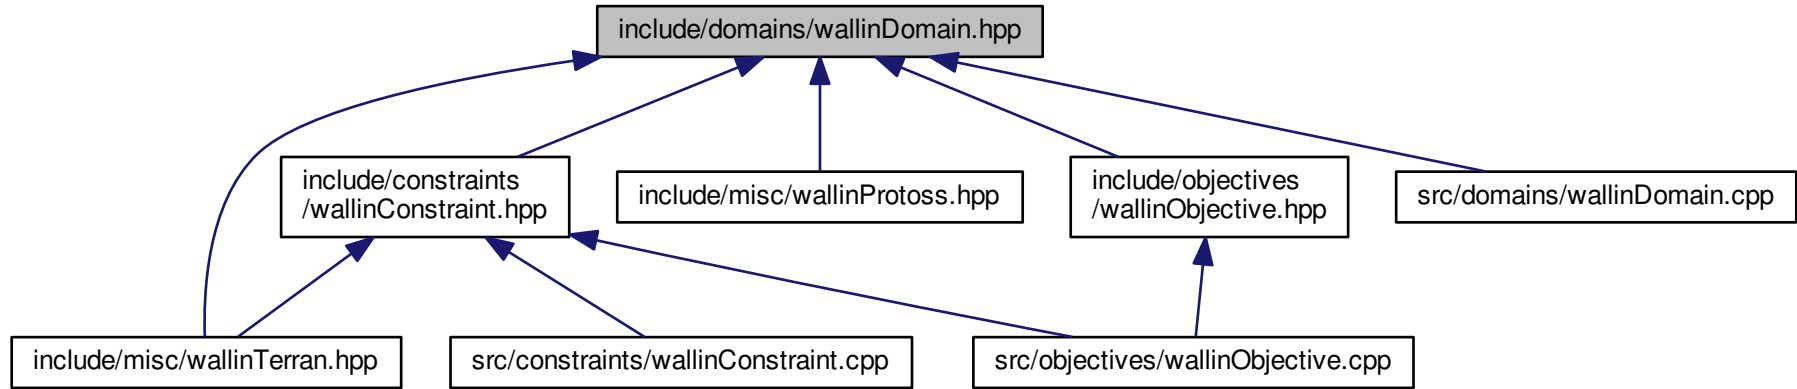 include/domains/wallinDomain.hpp
include/constraints
/wallinConstraint.hpp
include/misc/wallinProtoss.hpp
include/objectives
/wallinObjective.hpp
src/domains/wallinDomain.cpp
include/misc/wallinTerran.hpp
src/constraints/wallinConstraint.cpp
src/objectives/wallinObjective.cpp